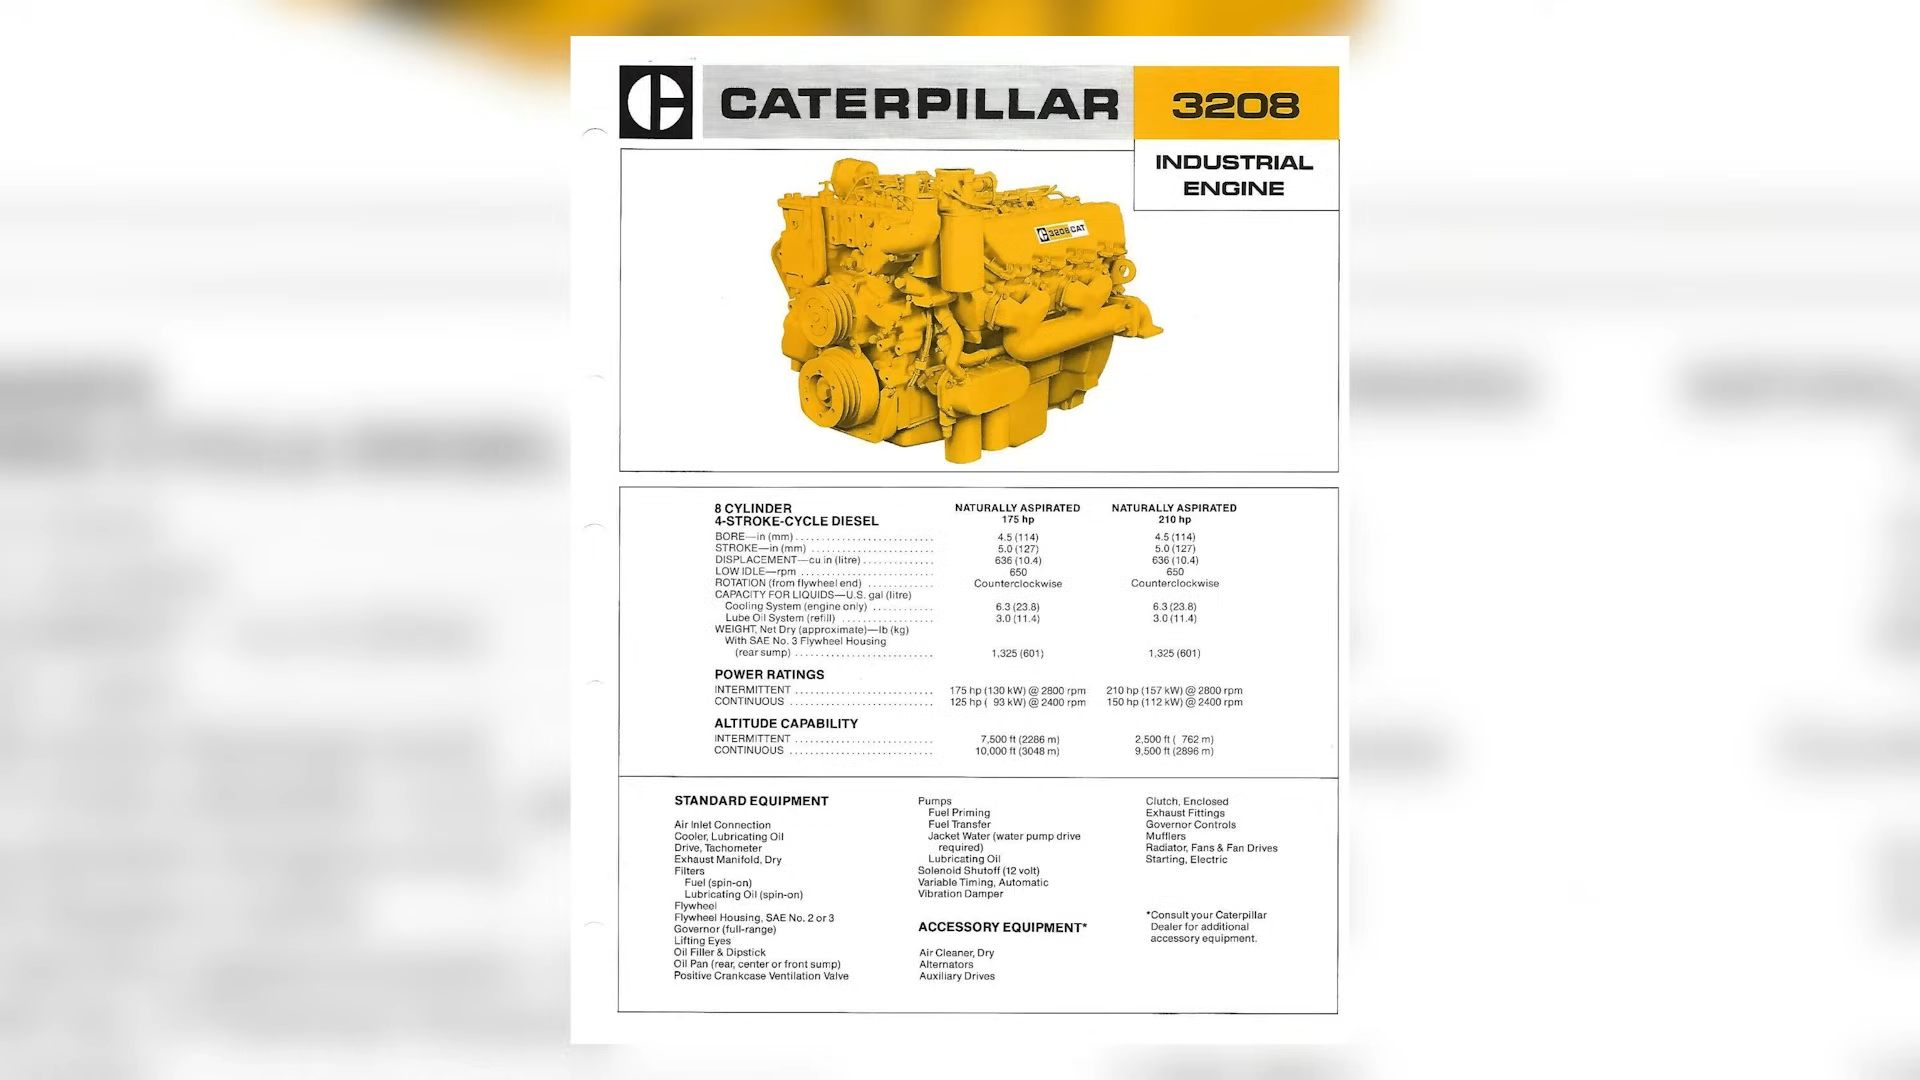 CATERPILLAR
3208
INDUSTRIAL
ENGINE
3208 CAT
8 CYLINDER NATURALLY ASPIRATED NATURALLY ASPIRATED
4-STROKE-CYCLE DIESEL 175 hp 210 hp
BORE—in (mm) 4.5 (114) 4.5 (114)
STROKE—in (mm) 5.0 (127) 5.0 (127)
DISPLACEMENT—cu in (litre) 636 (10.4) 636 (10.4)
LOW IDLE—rpm 650 650
ROTATION (from flywheel end) Counterclockwise Counterclockwise
CAPACITY FOR LIQUIDS—U.S. gal (litre)
Cooling System (engine only) 6.3 (23.8) 6.3 (23.8)
Lube Oil System (refill) 3.0 (11.4) 3.0 (11.4)
WEIGHT, Net Dry (approximate)—lb (kg)
With SAE No. 3 Flywheel Housing
(rear sump) 1,325 (601) 1,325 (601)
POWER RATINGS
INTERMITTENT 175 hp (130 kW) @ 2800 rpm 210 hp (157 kW) @ 2800 rpm
CONTINUOUS 125 hp ( 93 kW) @ 2400 rpm 150 hp (112 kW) @ 2400 rpm
ALTITUDE CAPABILITY
INTERMITTENT 7,500 ft (2286 m) 2,500 ft ( 762 m)
CONTINUOUS 10,000 ft (3048 m) 9,500 ft (2896 m)
STANDARD EQUIPMENT
Air Inlet Connection
Cooler, Lubricating Oil
Drive, Tachometer
Exhaust Manifold, Dry
Filters
Fuel (spin-on)
Lubricating Oil (spin-on)
Flywheel
Flywheel Housing, SAE No. 2 or 3
Governor (full-range)
Lifting Eyes
Oil Filler & Dipstick
Oil Pan (rear, center or front sump)
Positive Crankcase Ventilation Valve
Pumps
Fuel Priming
Fuel Transfer
Jacket Water (water pump drive
required)
Lubricating Oil
Solenoid Shutoff (12 volt)
Variable Timing, Automatic
Vibration Damper
ACCESSORY EQUIPMENT*
Air Cleaner, Dry
Alternators
Auxiliary Drives
Clutch, Enclosed
Exhaust Fittings
Governor Controls
Mufflers
Radiator, Fans & Fan Drives
Starting, Electric
*Consult your Caterpillar
Dealer for additional
accessory equipment.